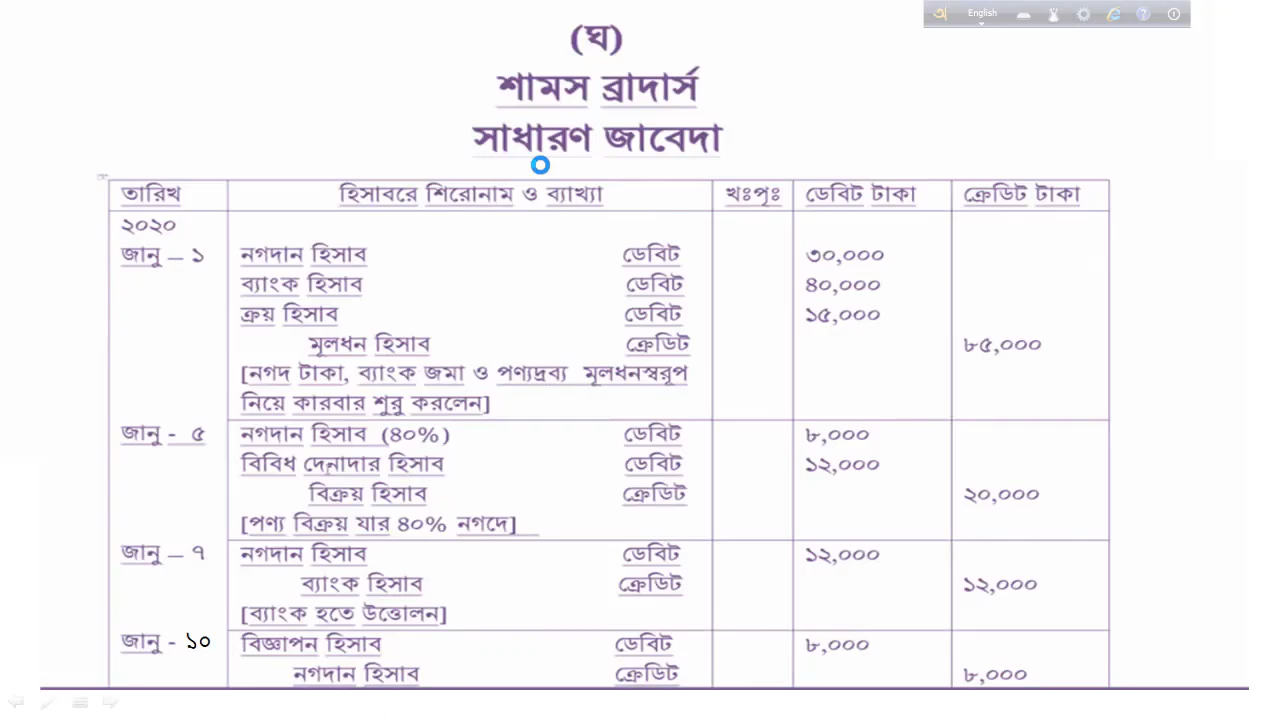 English
(ঘ)
শামস ব্রাদার্স
সাধারণ জাবেদা
তারিখ হিসাবরে শিরোনাম ও ব্যাখ্যা খঃপৃঃ ডেবিট টাকা ক্রেডিট টাকা
২০২০
জানু – ১ নগদান হিসাব ডেবিট ৩০,০০০
ব্যাংক হিসাব ডেবিট ৪০,০০০
ক্রয় হিসাব ডেবিট ১৫,০০০
মূলধন হিসাব ক্রেডিট ৮৫,০০০
[নগদ টাকা, ব্যাংক জমা ও পণ্যদ্রব্য মূলধনস্বরূপ
নিয়ে কারবার শুরু করলেন]
জানু - ৫ নগদান হিসাব (৪০%) ডেবিট ৮,০০০
বিবিধ দেনাদার হিসাব ডেবিট ১২,০০০
বিক্রয় হিসাব ক্রেডিট ২০,০০০
[পণ্য বিক্রয় যার ৪০% নগদে]
জানু – ৭ নগদান হিসাব ডেবিট ১২,০০০
ব্যাংক হিসাব ক্রেডিট ১২,০০০
[ব্যাংক হতে উত্তোলন]
জানু - ১০ বিজ্ঞাপন হিসাব ডেবিট ৮,০০০
নগদান হিসাব ক্রেডিট ৮,০০০